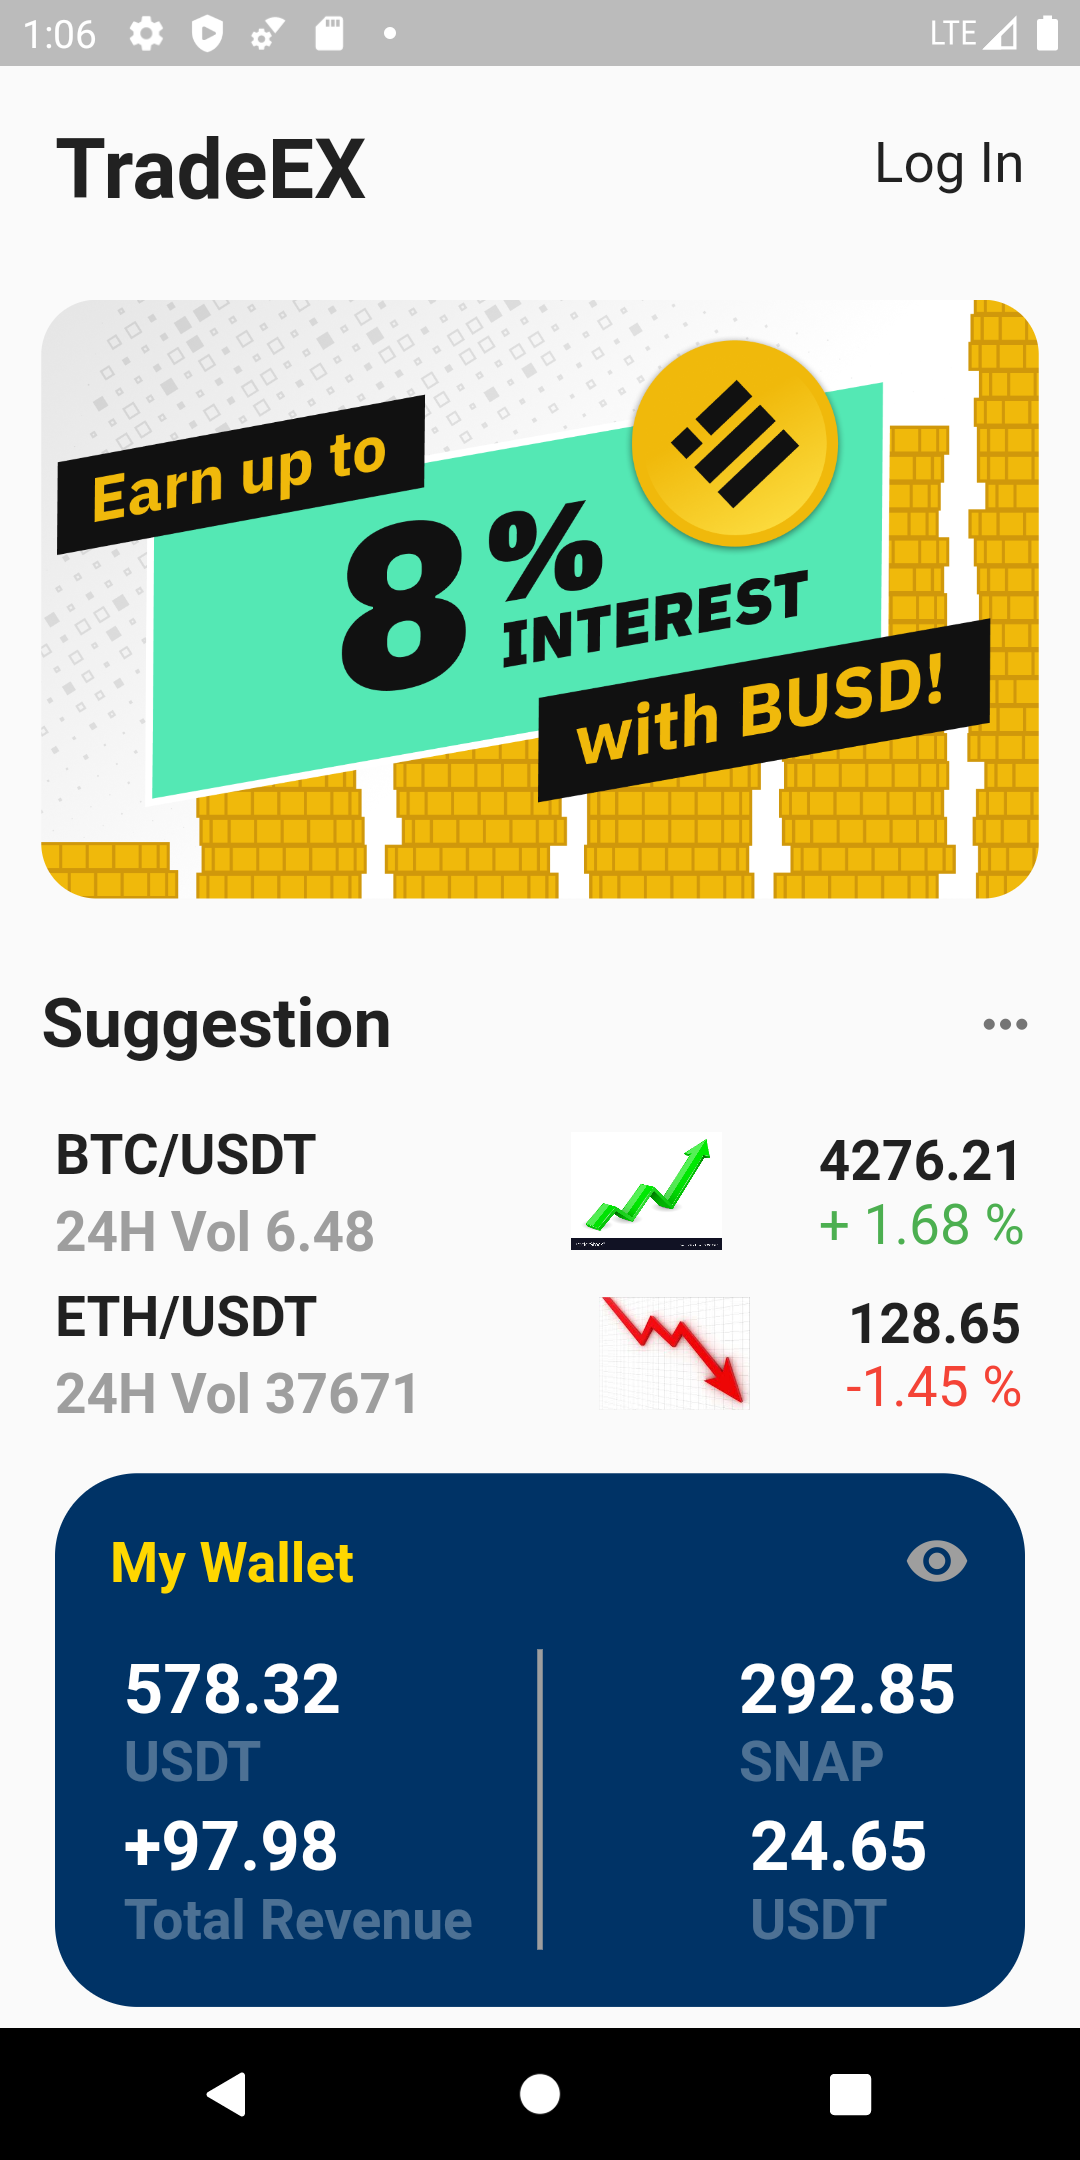 1:06
LTE
TradeEX
Log In
Earn up to
8%
INTEREST
with BUSD!
Suggestion
BTC/USDT
4276.21
24H Vol 6.48
+ 1.68 %
ETH/USDT
128.65
24H Vol 37671
-1.45 %
My Wallet
578.32
292.85
USDT
SNAP
+97.98
24.65
Total Revenue
USDT